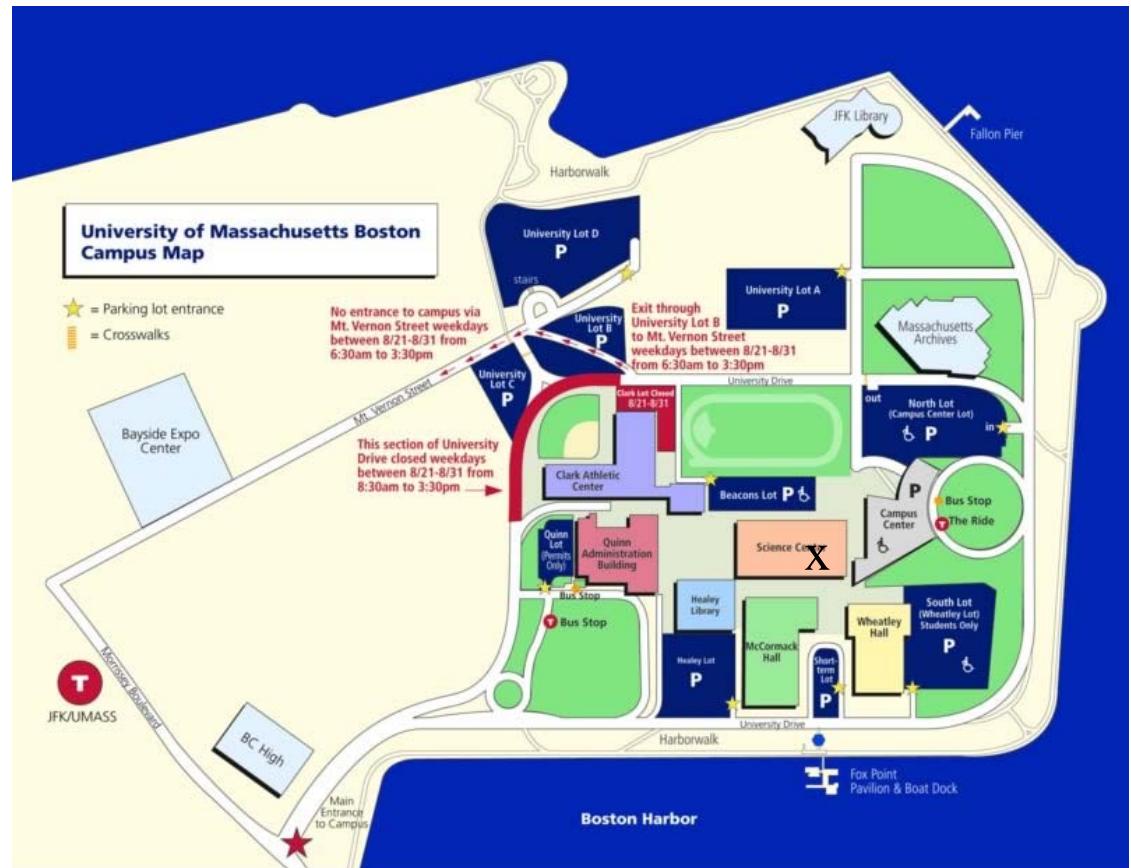 JFK Library
Fallon Pier
Harborwalk
University of Massachusetts Boston
Campus Map
University Lot D
P
stairs
= Parking lot entrance
= Crosswalks
No entrance to campus via
Mt. Vernon Street weekdays
between 8/21-8/31 from
6:30am to 3:30pm
University
Lot B
P
Exit through
University Lot B
to Mt. Vernon Street
weekdays between 8/21-8/31
from 6:30am to 3:30pm
University Lot A
P
Massachusetts
Archives
University
Lot C
P
Mt. Vernon Street
University Drive
Clark Lot Closed
8/21-8/31
out
North Lot
(Campus Center Lot)
P
in
Bayside Expo
Center
This section of University
Drive closed weekdays
between 8/21-8/31 from
8:30am to 3:30pm
Clark Athletic
Center
Beacons Lot P
P
Campus
Center
Bus Stop
T The Ride
Quinn
Lot
(Permits
Only)
Quinn
Administration
Building
Science
X
Bus Stop
T Bus Stop
Healey
Library
McCormack
Hall
Wheatley
Hall
South Lot
(Wheatley Lot)
Students Only
P
Healey Lot
P
Short-
term
Lot
P
T
JFK/UMASS
Morrissey Boulevard
BC High
University Drive
Harborwalk
Main
Entrance
to Campus
Fox Point
Pavilion & Boat Dock
Boston Harbor